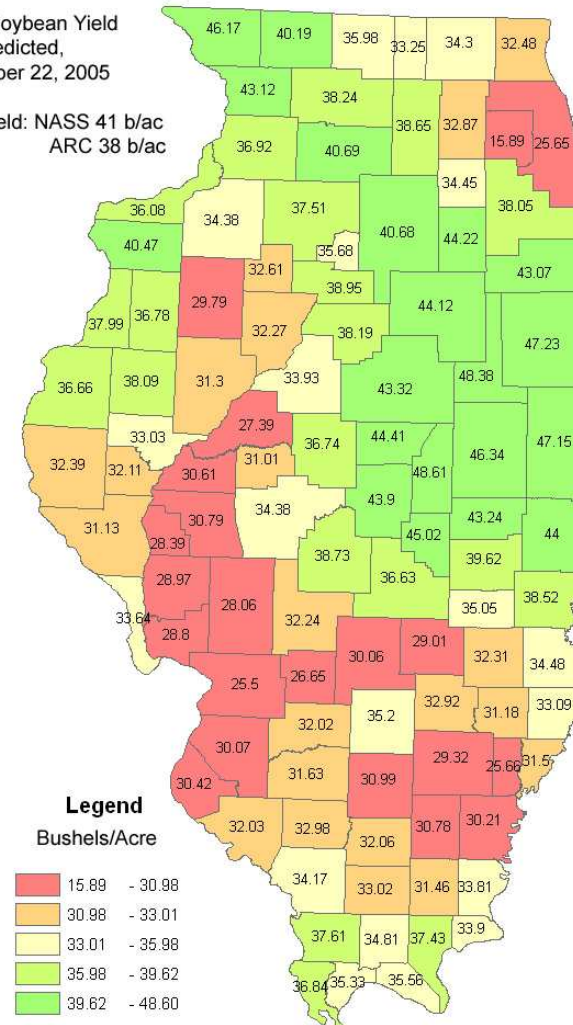 oybean Yield
edicted,
ber 22, 2005
eld: NASS 41 b/ac
ARC 38 b/ac
46.17 40.19 35.98 33.25 34.3 32.48
43.12 38.24 38.65 32.87 15.89 25.65
36.92 40.69 34.45
36.08 34.38 37.51 40.68 44.22 38.05
40.47 35.68 43.07
32.61 38.95 44.12
37.99 36.78 29.79 32.27 38.19 47.23
36.66 38.09 31.3 33.93 43.32 48.38
33.03 27.39 36.74 44.41 46.34 47.15
32.39 32.11 30.61 31.01 43.9 48.61
31.13 30.79 34.38 45.02 43.24 44
28.39 38.73 36.63 39.62
28.97 28.06 35.05 38.52
33.64 28.8 32.24 30.06 29.01 32.31 34.48
25.5 26.65 35.2 32.92 31.18 33.09
30.07 32.02 29.32 25.66 31.5
30.42 31.63 30.99
32.03 32.98 32.06 30.78 30.21
34.17 33.02 31.46 33.81
37.61 34.81 37.43 33.9
36.84 35.33 35.56
Legend
Bushels/Acre
15.89 - 30.98
30.98 - 33.01
33.01 - 35.98
35.98 - 39.62
39.62 - 48.60